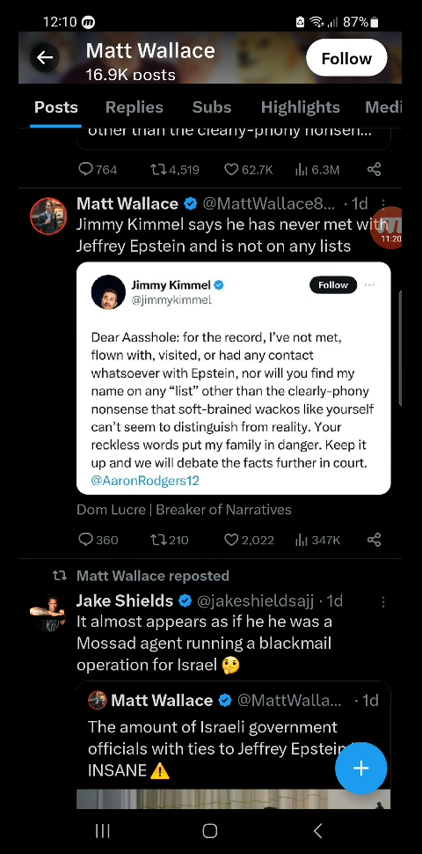 12:10
87%
Matt Wallace
16.9K posts
Follow
Posts Replies Subs Highlights Medi
other than the clearly-phony nonsen...
764 4,519 62.7K 6.3M
Matt Wallace @MattWallace8... · 1d
11:20
Jimmy Kimmel says he has never met with
Jeffrey Epstein and is not on any lists
Jimmy Kimmel
Follow
@jimmykimmel
Dear Aasshole: for the record, I've not met,
flown with, visited, or had any contact
whatsoever with Epstein, nor will you find my
name on any "list" other than the clearly-phony
nonsense that soft-brained wackos like yourself
can't seem to distinguish from reality. Your
reckless words put my family in danger. Keep it
up and we will debate the facts further in court.
@AaronRodgers12
Dom Lucre | Breaker of Narratives
360 210 2,022 347K
Matt Wallace reposted
Jake Shields @jakeshieldsajj · 1d
It almost appears as if he he was a
Mossad agent running a blackmail
operation for Israel 🤔
Matt Wallace @MattWalla... · 1d
The amount of Israeli government
officials with ties to Jeffrey Epstein
INSANE ⚠️